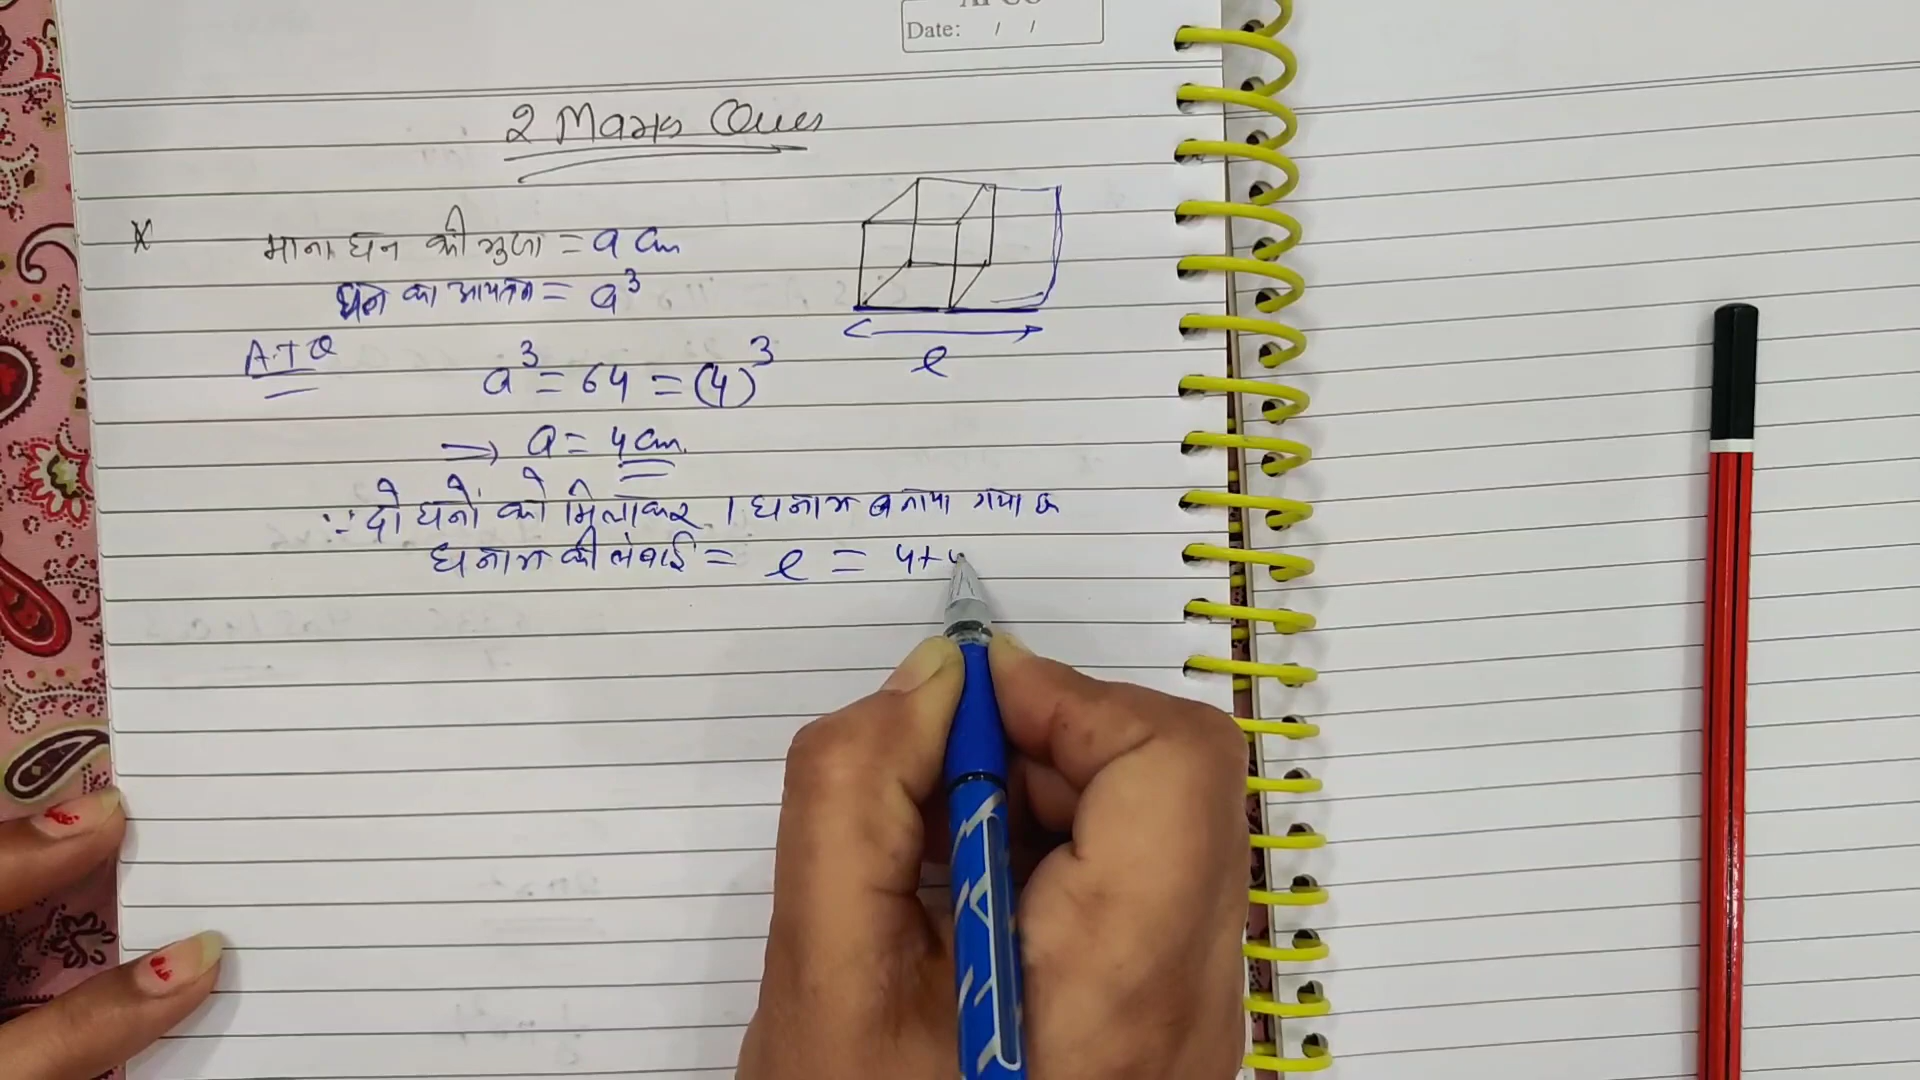 Date: / /
2 Marks Ques
माना घन की भुजा = a cm
घन का आयतन = a³
A.T.Q
a³ = 64 = (4)³
l
⇒ a = 4 cm.
∵ दो घनों को मिलाकर 1 घनाभ बनाया गया
घनाभ की लंबाई = l = 4+4